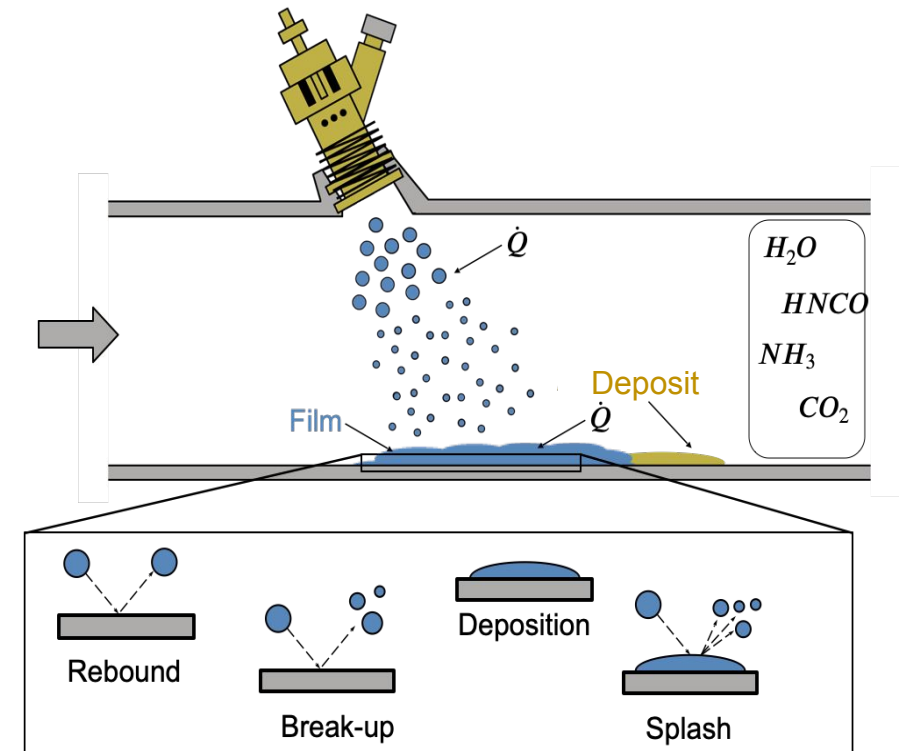 Q̇
H₂O
HNCO
NH₃
CO₂
Deposit
Film
Q̇
Rebound
Break-up
Deposition
Splash